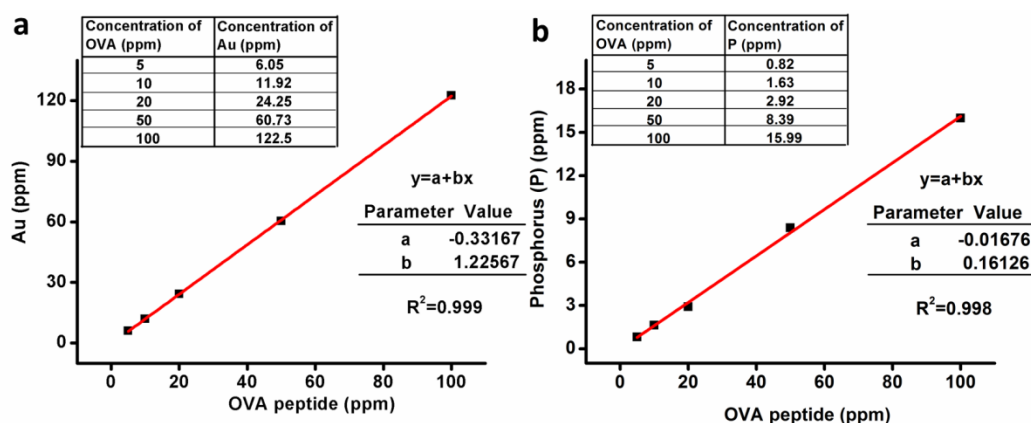 a
Concentration of OVA (ppm) Concentration of Au (ppm)
5 6.05
10 11.92
20 24.25
50 60.73
100 122.5
120
90
60
30
0
Au (ppm)
y=a+bx
Parameter Value
a -0.33167
b 1.22567
R²=0.999
0 20 40 60 80 100
OVA peptide (ppm)
b
Concentration of OVA (ppm) Concentration of P (ppm)
5 0.82
10 1.63
20 2.92
50 8.39
100 15.99
18
15
12
9
6
3
0
Phosphorus (P) (ppm)
y=a+bx
Parameter Value
a -0.01676
b 0.16126
R²=0.998
0 20 40 60 80 100
OVA peptide (ppm)